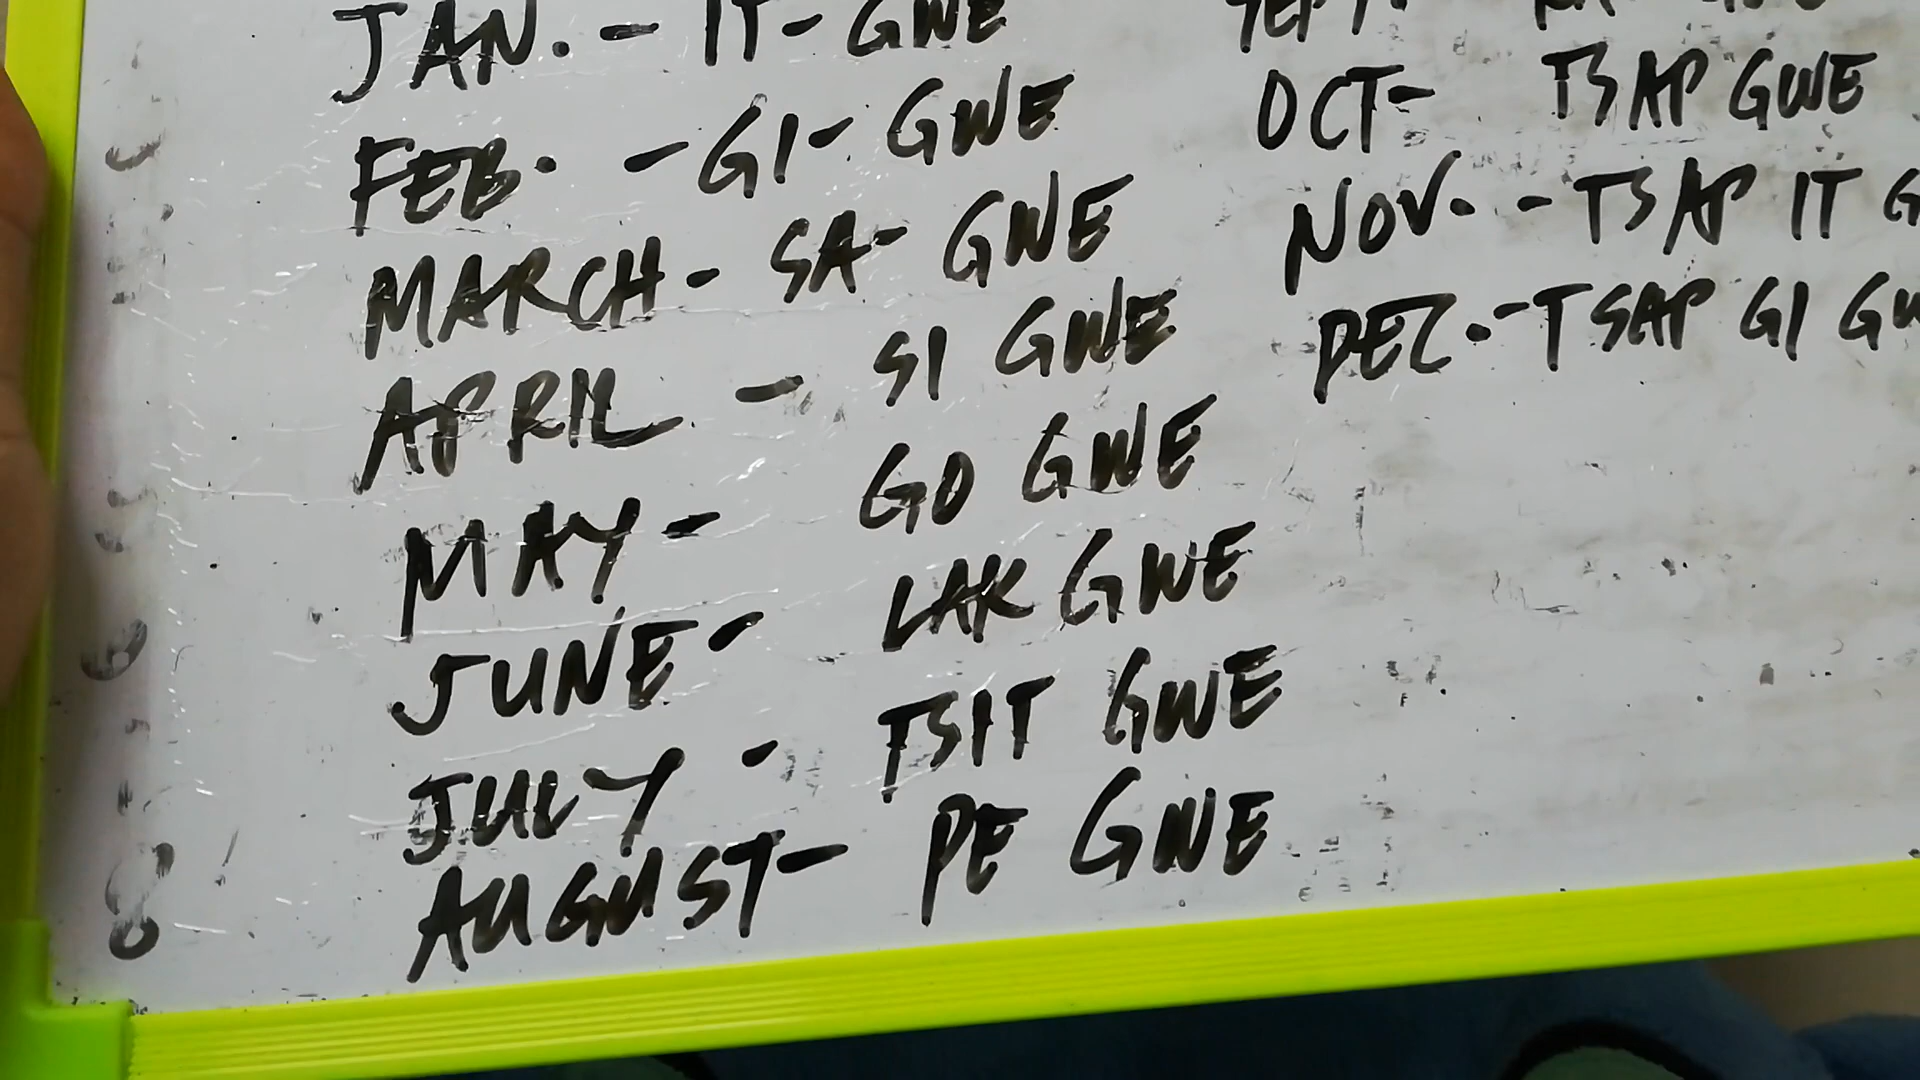 JAN. - IT- GWE
FEB. - GI- GWE
MARCH- SA- GWE
APRIL - SI GWE
MAY- GO GWE
JUNE- LAK GWE
JULY - TSIT GWE
AUGUST- PE GWE
OCT- TSAP GWE
NOV. -TSAP IT
DEC.-TSAP GI